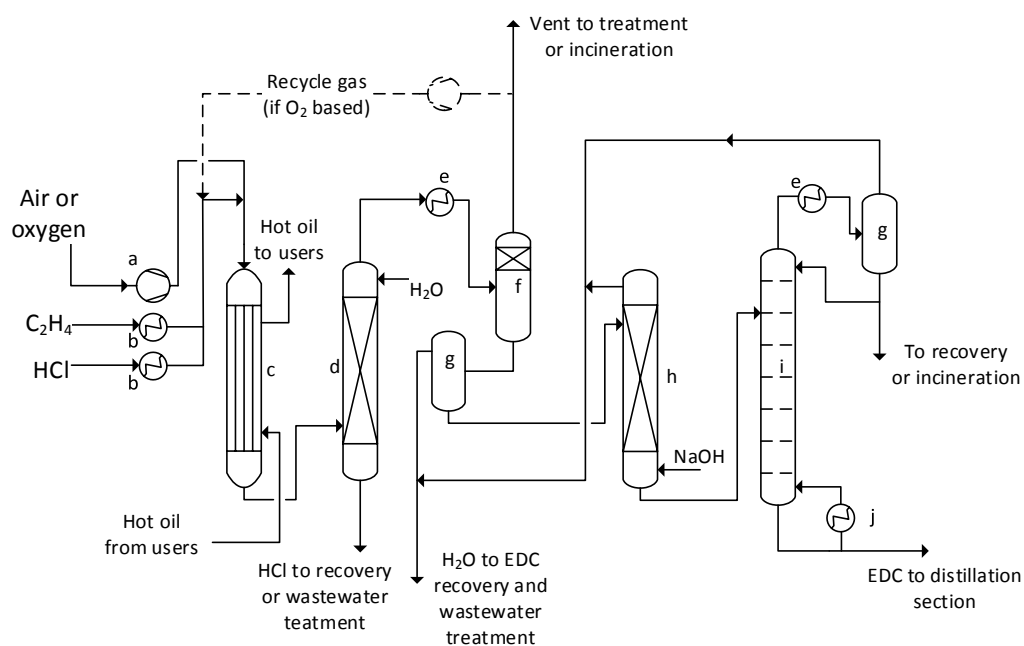 Vent to treatment
or incineration
Recycle gas
(if O₂ based)
Air or
oxygen
a
C₂H₄
b
HCl
b
Hot oil
to users
c
Hot oil
from users
d
H₂O
e
f
g
HCl to recovery
or wastewater
teatment
H₂O to EDC
recovery and
wastewater
treatment
h
NaOH
e
g
i
j
To recovery
or incineration
EDC to distillation
section